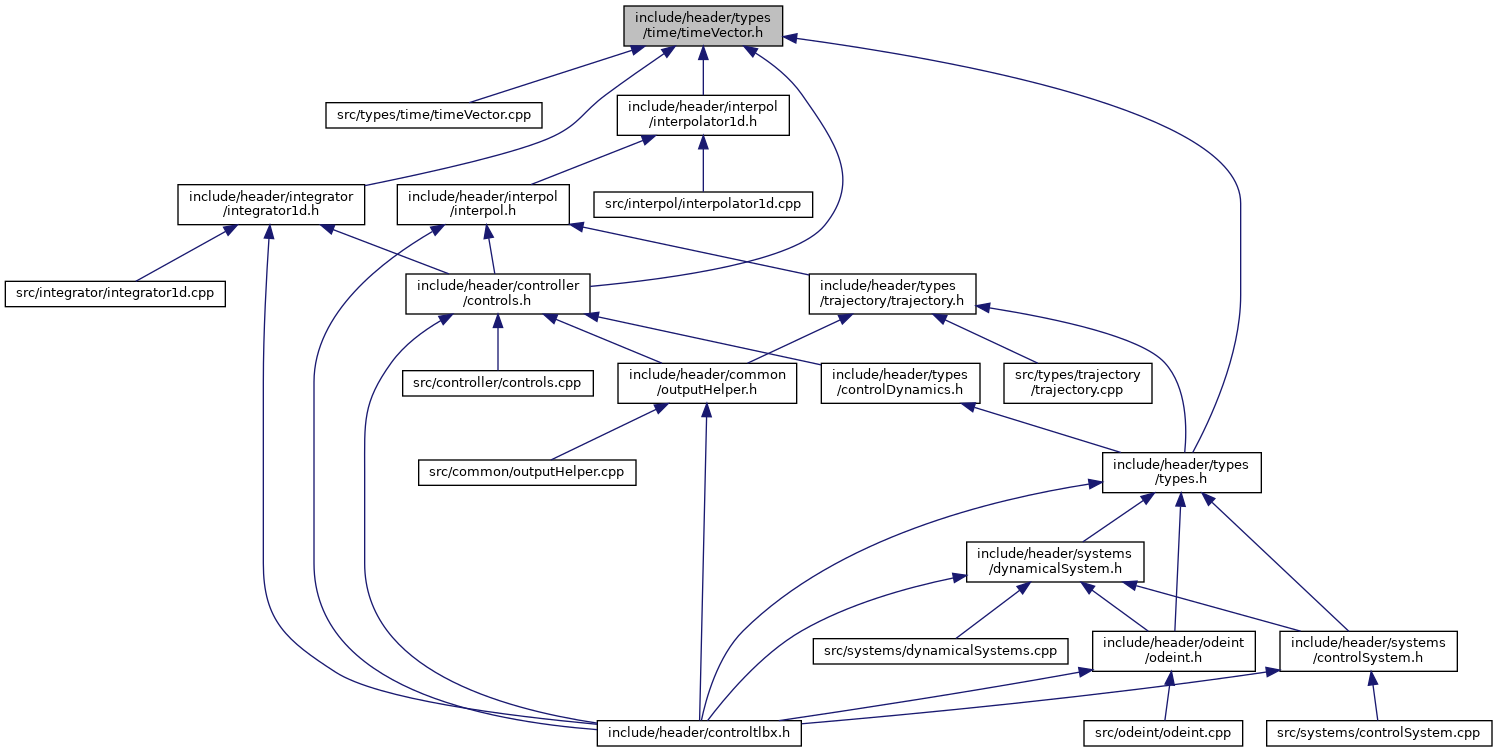 include/header/types
/time/timeVector.h
src/types/time/timeVector.cpp
include/header/interpol
/interpolator1d.h
include/header/integrator
/integrator1d.h
include/header/interpol
/interpol.h
src/interpol/interpolator1d.cpp
src/integrator/integrator1d.cpp
include/header/controller
/controls.h
include/header/types
/trajectory/trajectory.h
src/controller/controls.cpp
include/header/common
/outputHelper.h
include/header/types
/controlDynamics.h
src/types/trajectory
/trajectory.cpp
src/common/outputHelper.cpp
include/header/types
/types.h
include/header/systems
/dynamicalSystem.h
src/systems/dynamicalSystems.cpp
include/header/odeint
/odeint.h
include/header/systems
/controlSystem.h
include/header/controltlbx.h
src/odeint/odeint.cpp
src/systems/controlSystem.cpp